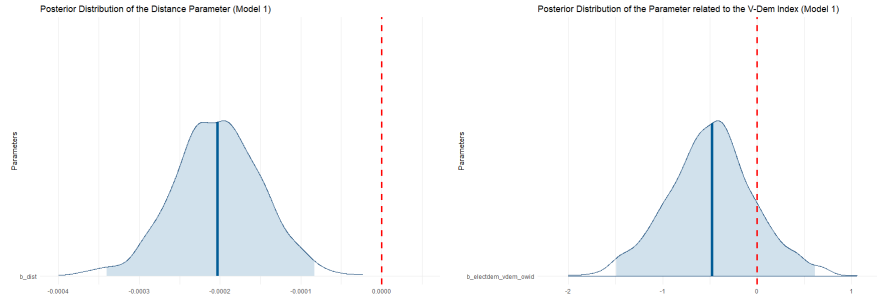 Posterior Distribution of the Distance Parameter (Model 1)
Parameters
b_dist
-0.0004 -0.0003 -0.0002 -0.0001 0.0000
Posterior Distribution of the Parameter related to the V-Dem Index (Model 1)
Parameters
b_electdem_vdem_owid
-2 -1 0 1